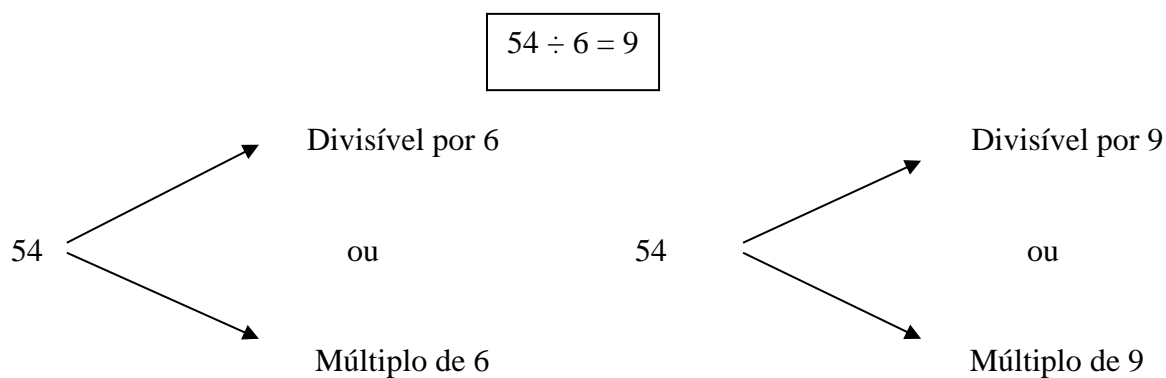 54 ÷ 6 = 9
Divisível por 6
54
ou
Múltiplo de 6
Divisível por 9
54
ou
Múltiplo de 9